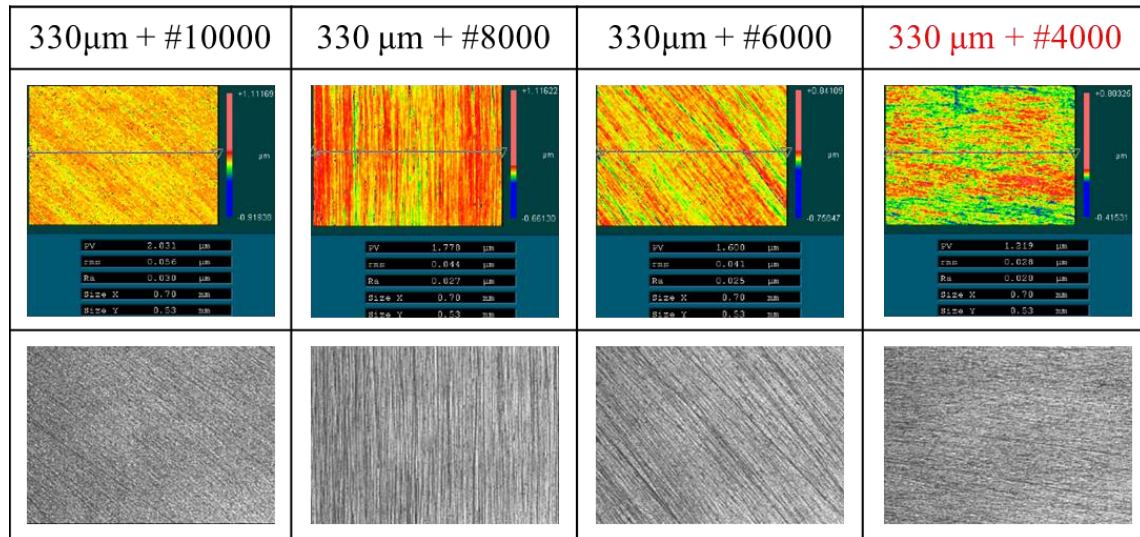 330μm + #10000
330 μm + #8000
330μm + #6000
330 μm + #4000
+1.11169
μm
-0.91938
PV 2.031 μm
rms 0.056 μm
Ra 0.030 μm
Size X 0.70 mm
Size Y 0.53 mm
+1.11622
μm
-0.66130
PV 1.778 μm
rms 0.044 μm
Ra 0.027 μm
Size X 0.70 mm
Size Y 0.53 mm
+0.84109
μm
-0.75847
PV 1.600 μm
rms 0.041 μm
Ra 0.025 μm
Size X 0.70 mm
Size Y 0.53 mm
+0.80326
μm
-0.41531
PV 1.219 μm
rms 0.028 μm
Ra 0.020 μm
Size X 0.70 mm
Size Y 0.53 mm